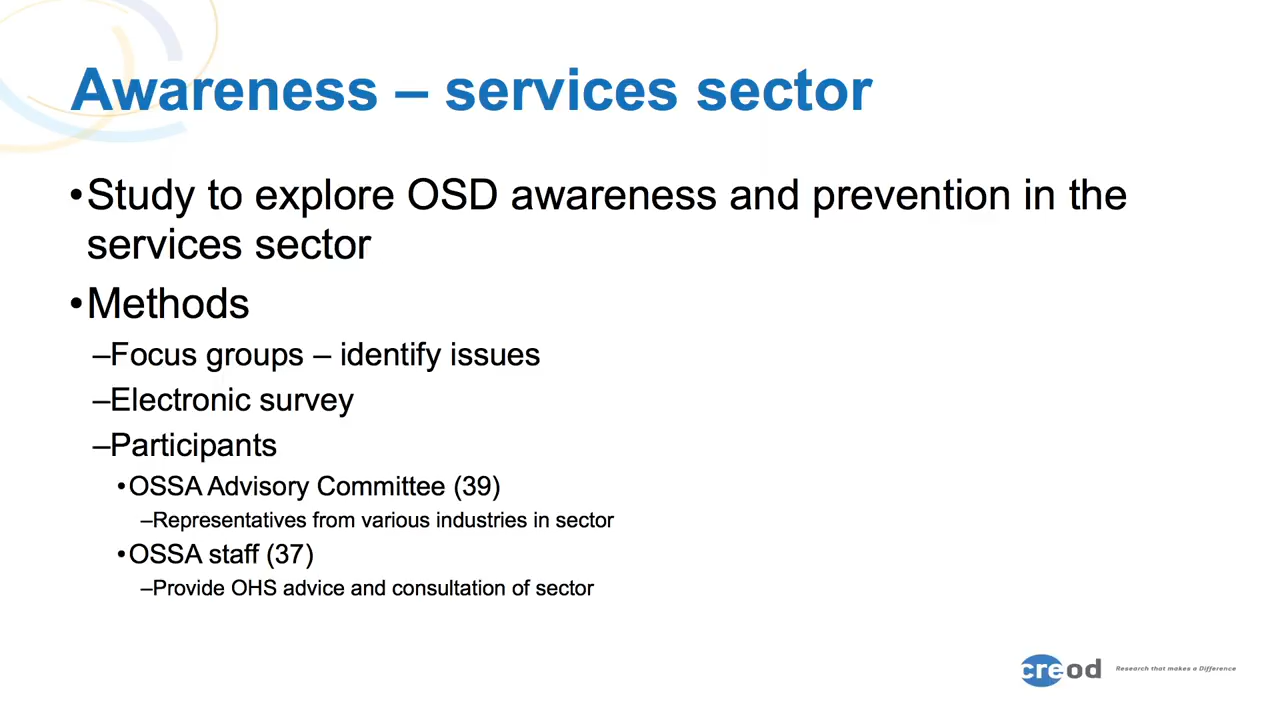 Awareness – services sector
•Study to explore OSD awareness and prevention in the
services sector
•Methods
–Focus groups – identify issues
–Electronic survey
–Participants
•OSSA Advisory Committee (39)
–Representatives from various industries in sector
•OSSA staff (37)
–Provide OHS advice and consultation of sector
creod Research that makes a Difference